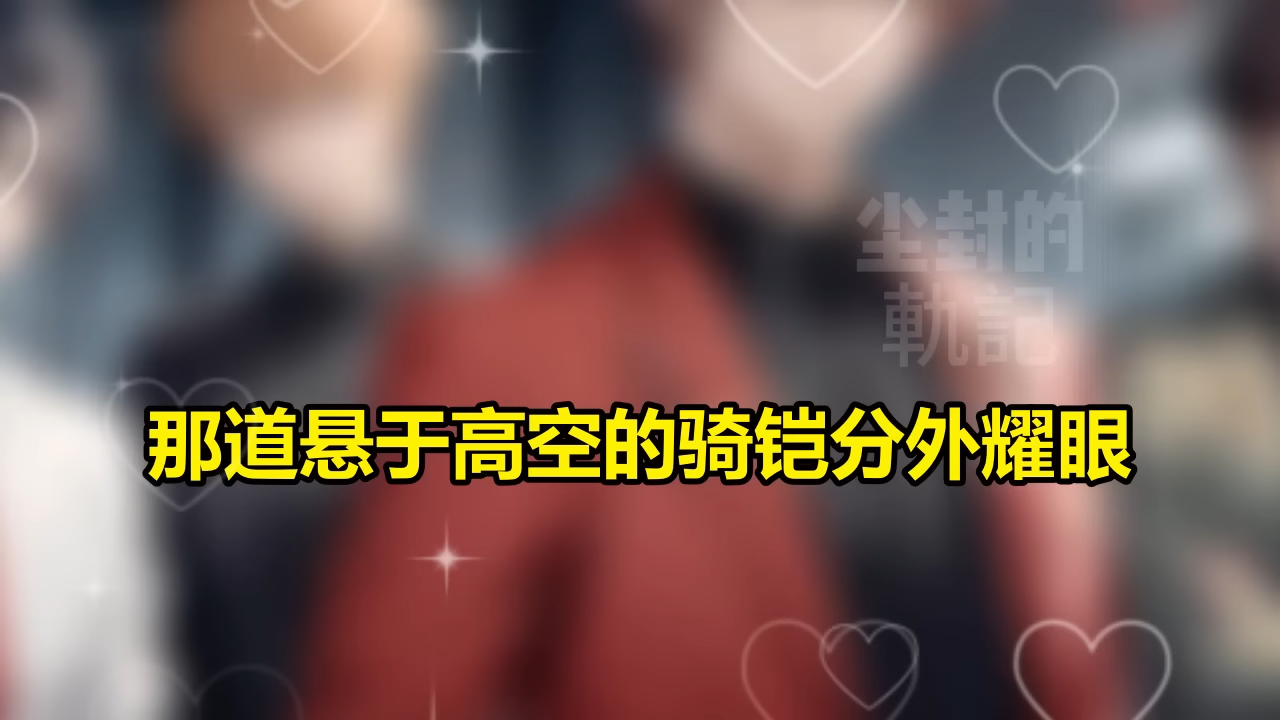 尘封的
軌記
那道悬于高空的骑铠分外耀眼